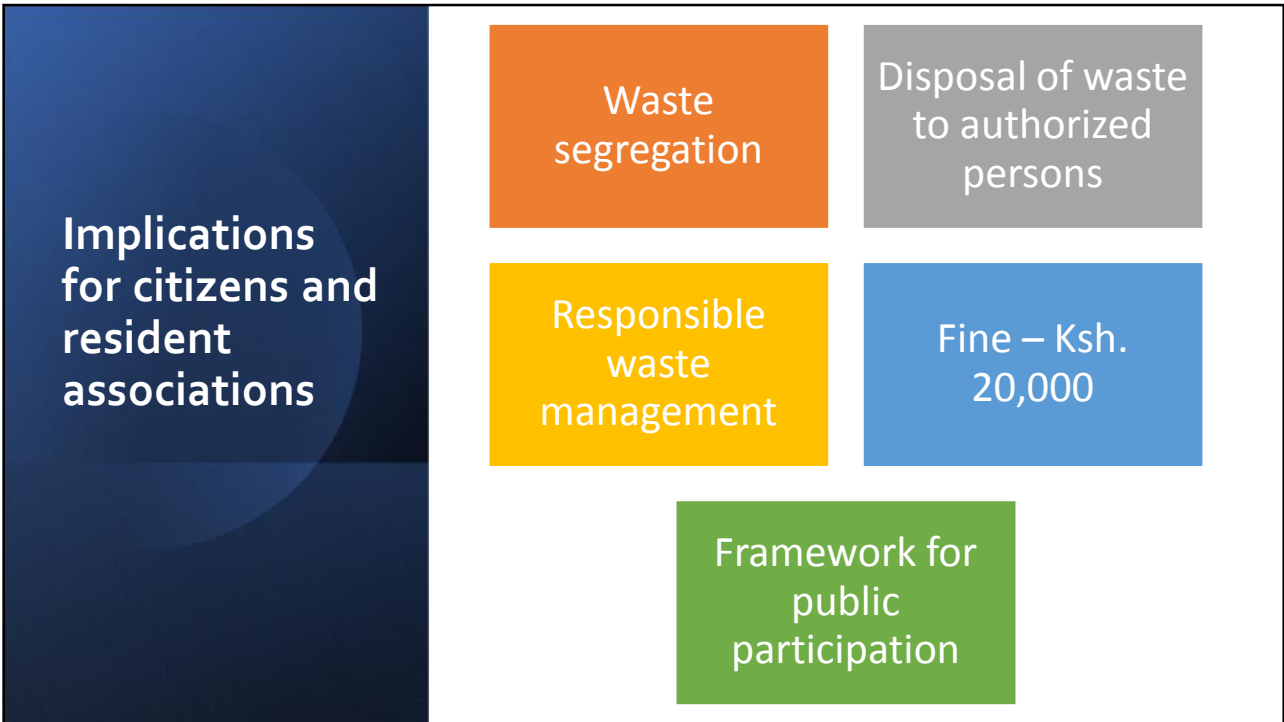 Implications
for citizens and
resident
associations
Waste
segregation
Disposal of waste
to authorized
persons
Responsible
waste
management
Fine – Ksh.
20,000
Framework for
public
participation